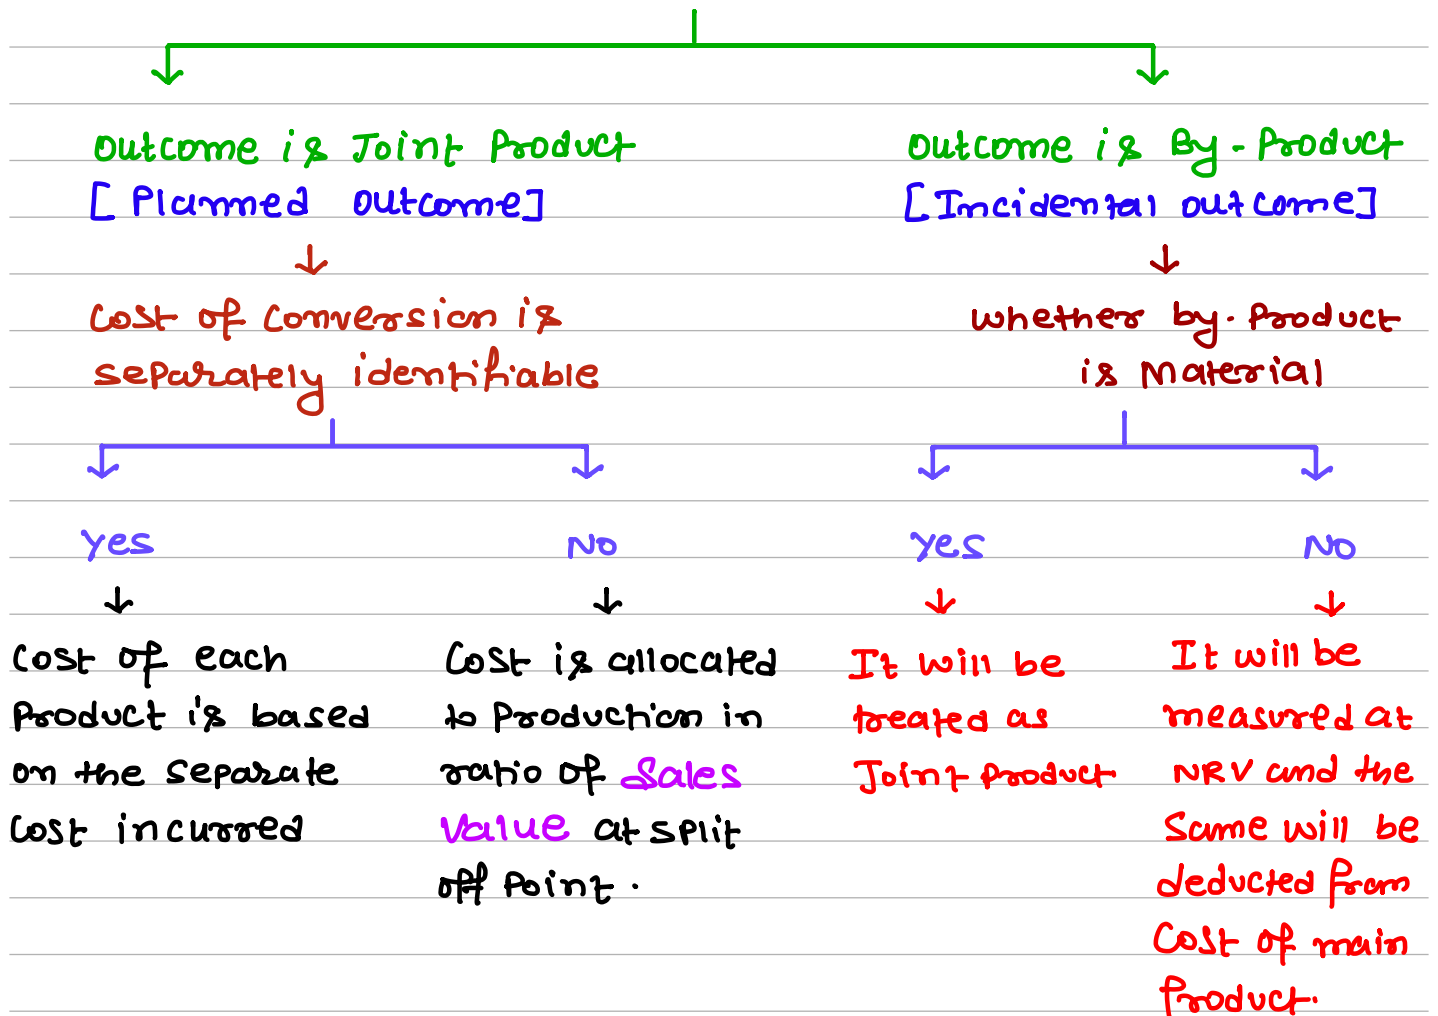 Outcome is Joint Product
[Planned Outcome]
Cost of Conversion is
separately identifiable
Yes
No
Cost of each
Product is based
on the separate
Cost incurred
Cost is allocated
to Production in
ratio of Sales
Value at split
off Point.
Outcome is By-Product
[Incidental outcome]
Whether by-Product
is Material
Yes
No
It will be
treated as
Joint Product
It will be
measured at
NRV and the
Same will be
deducted from
Cost of main
Product.